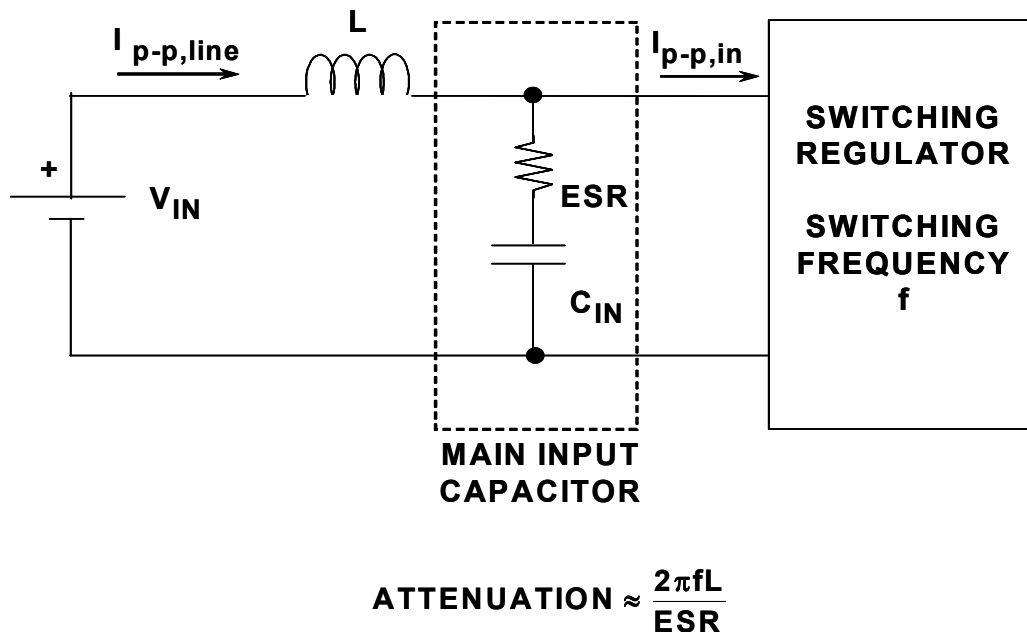 L
I p-p,line
I p-p,in
+
V IN
ESR
C IN
SWITCHING
REGULATOR
SWITCHING
FREQUENCY
f
MAIN INPUT
CAPACITOR
ATTENUATION ≈ 2πfL
ESR